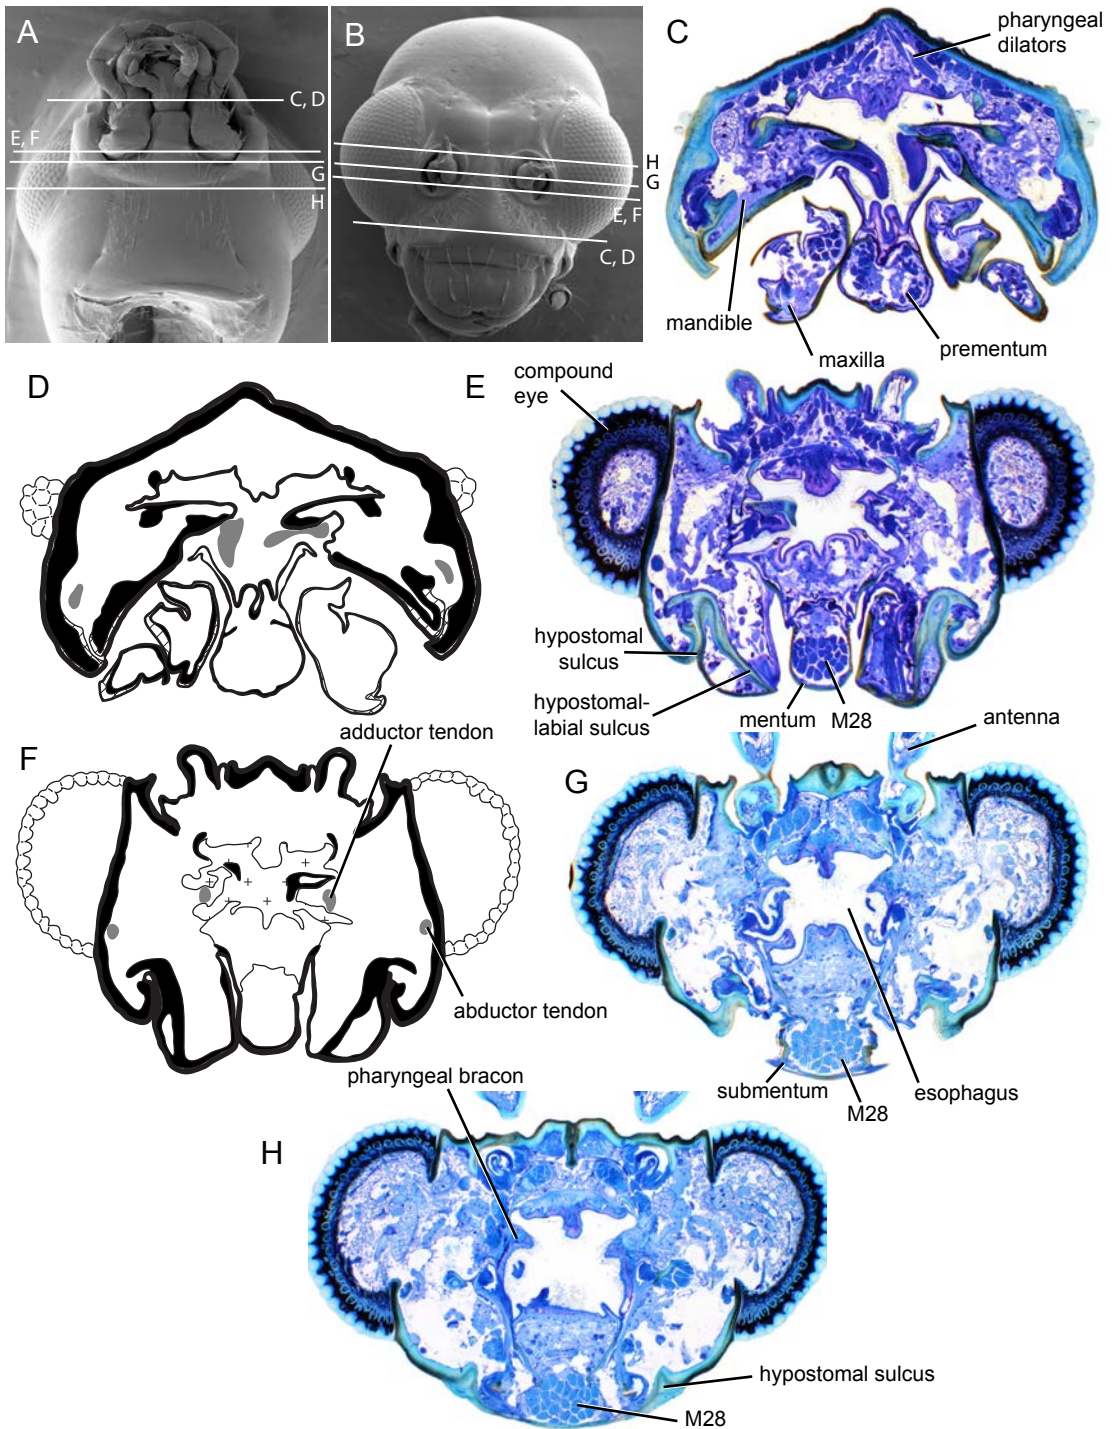 A
C, D
E, F
G
H
B
H
G
E, F
C, D
C
pharyngeal
dilators
mandible
maxilla
prementum
D
E
compound
eye
hypostomal
sulcus
hypostomal-
labial sulcus
mentum
M28
antenna
F
adductor tendon
abductor tendon
G
submentum
M28
esophagus
pharyngeal bracon
H
hypostomal sulcus
M28